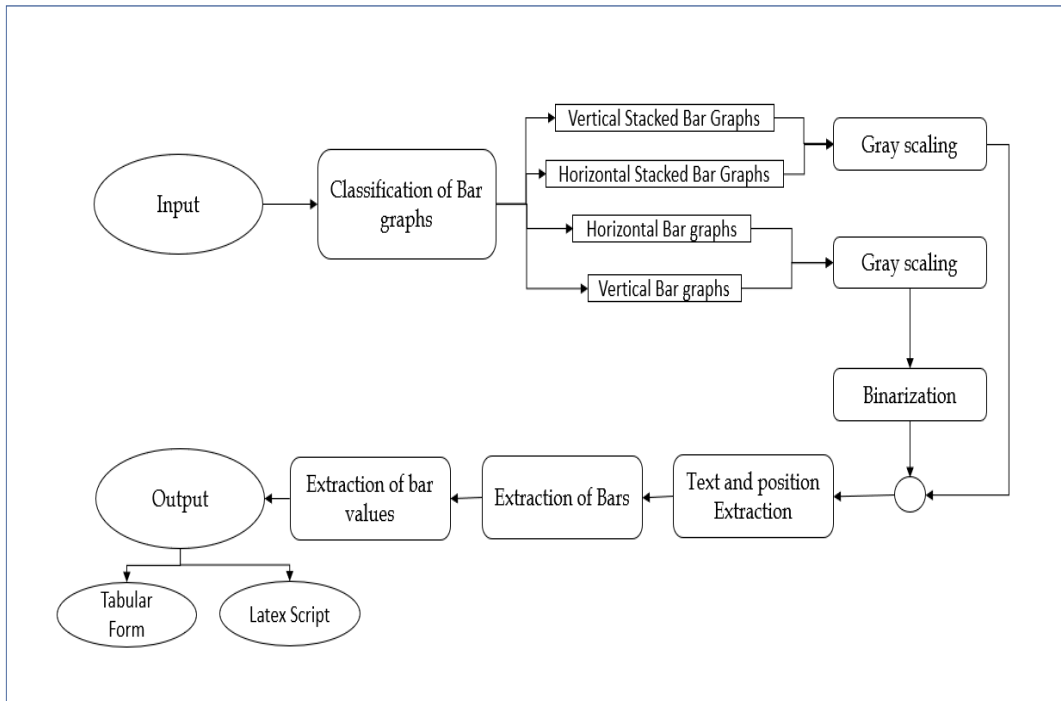 Input
Classification of Bar
graphs
Vertical Stacked Bar Graphs
Horizontal Stacked Bar Graphs
Horizontal Bar graphs
Vertical Bar graphs
Gray scaling
Gray scaling
Binarization
Text and position
Extraction
Extraction of Bars
Extraction of bar
values
Output
Tabular
Form
Latex Script